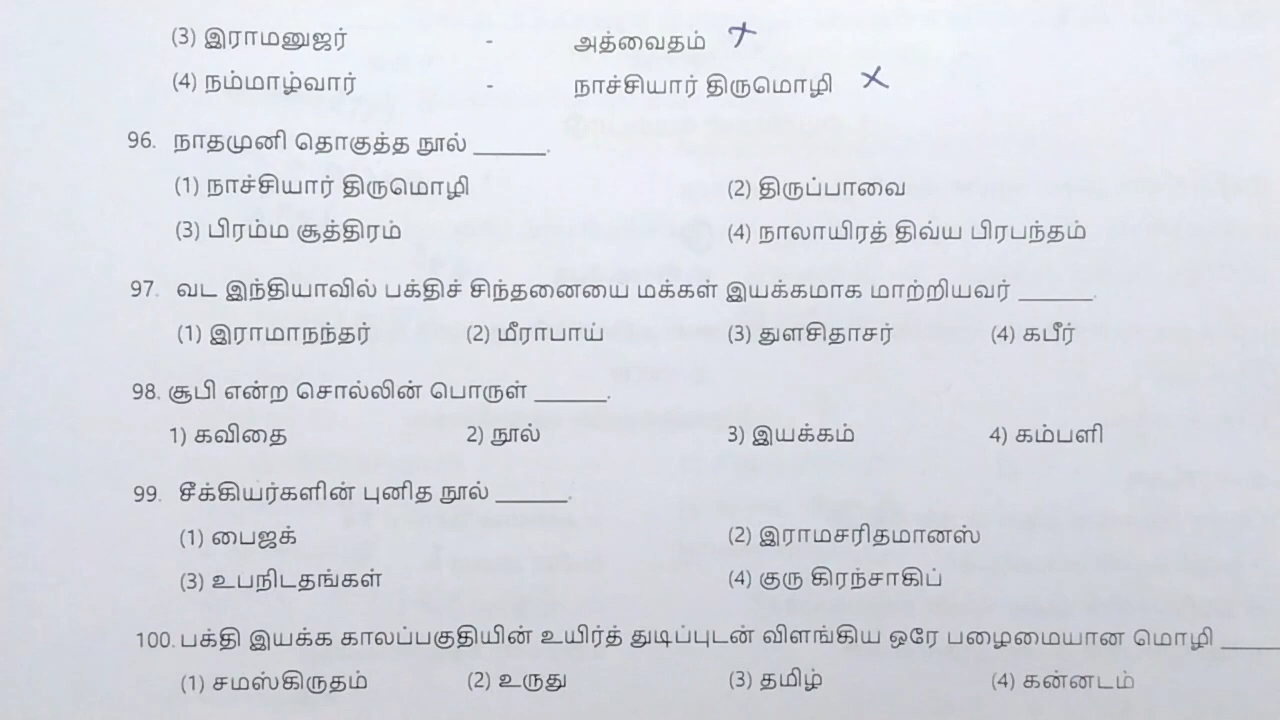 (3) இராமனுஜர் - அத்வைதம் ✗
(4) நம்மாழ்வார் - நாச்சியார் திருமொழி ✗
96. நாதமுனி தொகுத்த நூல் ______.
(1) நாச்சியார் திருமொழி (2) திருப்பாவை
(3) பிரம்ம சூத்திரம் (4) நாலாயிரத் திவ்ய பிரபந்தம்
97. வட இந்தியாவில் பக்திச் சிந்தனையை மக்கள் இயக்கமாக மாற்றியவர் ______.
(1) இராமாநந்தர் (2) மீராபாய் (3) துளசிதாசர் (4) கபீர்
98. சூபி என்ற சொல்லின் பொருள் ______.
1) கவிதை 2) நூல் 3) இயக்கம் 4) கம்பளி
99. சீக்கியர்களின் புனித நூல் ______.
(1) பைஜக் (2) இராமசரிதமானஸ்
(3) உபநிடதங்கள் (4) குரு கிரந்சாகிப்
100. பக்தி இயக்க காலப்பகுதியின் உயிர்த் துடிப்புடன் விளங்கிய ஒரே பழைமையான மொழி _____
(1) சமஸ்கிருதம் (2) உருது (3) தமிழ் (4) கன்னடம்